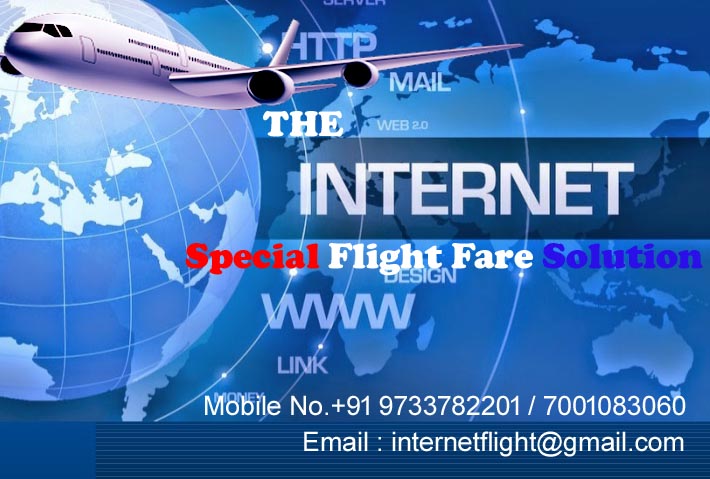 SERVER
HTTP
MAIL
THE
WEB 2.0
INTERNET
Special Flight Fare Solution
DESIGN
WWW
LINK
MONEY
Mobile No.+91 9733782201 / 7001083060
Email : internetflight@gmail.com